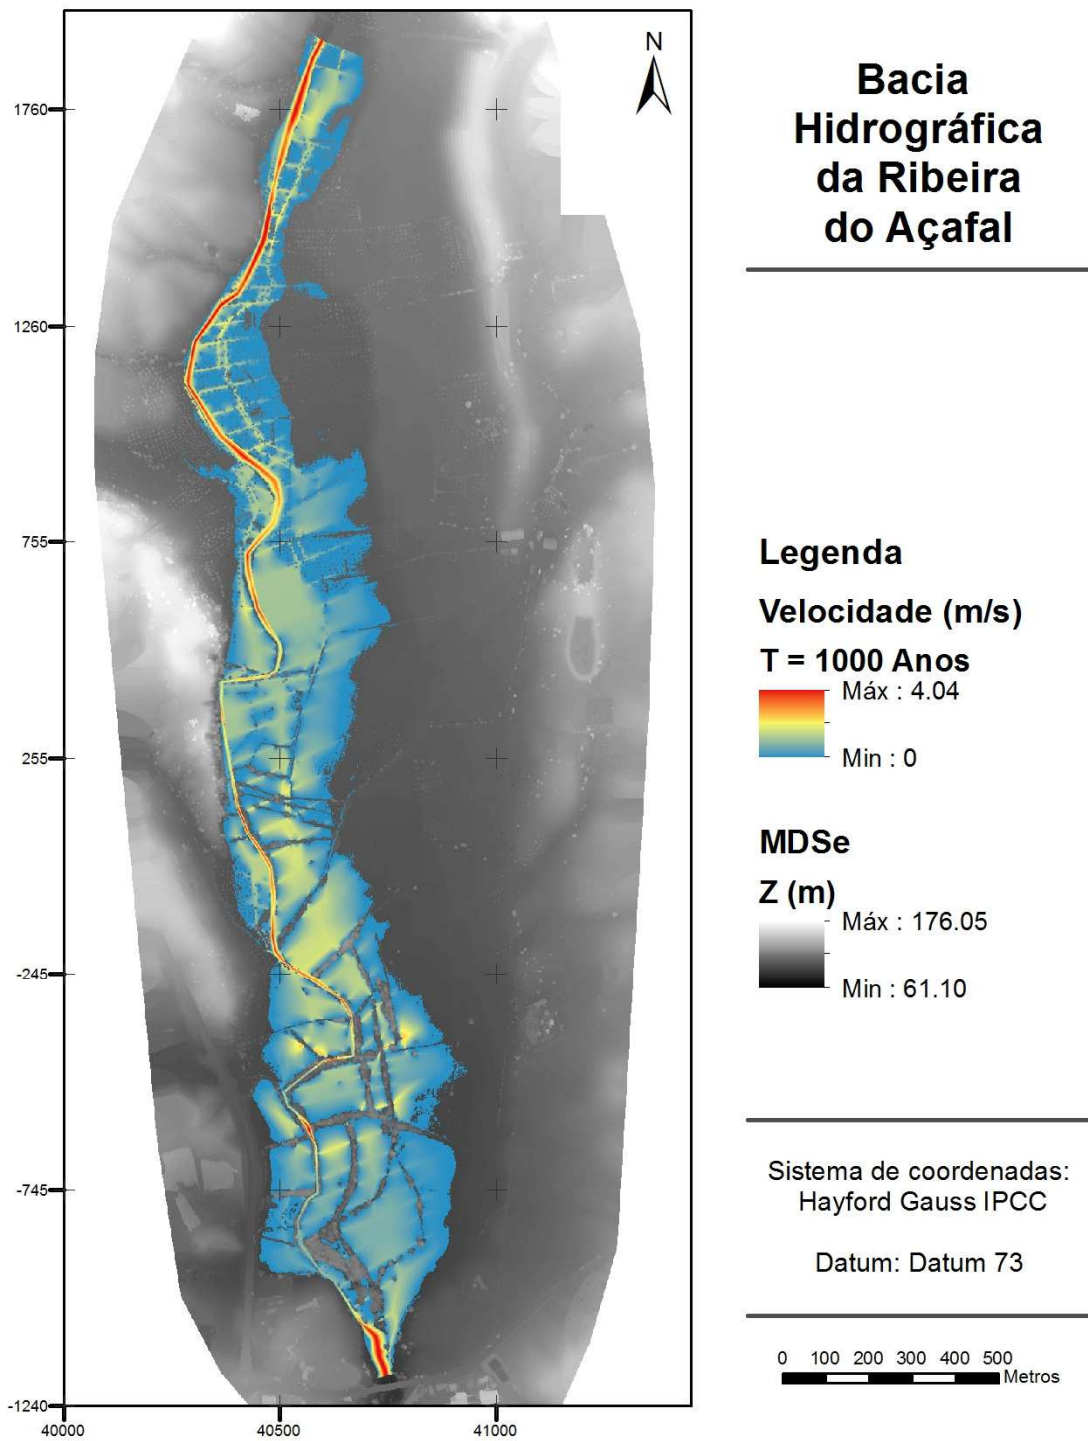 N
1760
1260
755
255
-245
-745
-1240
40000
40500
41000
Bacia
Hidrográfica
da Ribeira
do Açafal
Legenda
Velocidade (m/s)
T = 1000 Anos
Máx : 4.04
Min : 0
MDSe
Z (m)
Máx : 176.05
Min : 61.10
Sistema de coordenadas:
Hayford Gauss IPCC
Datum: Datum 73
0 100 200 300 400 500
Metros